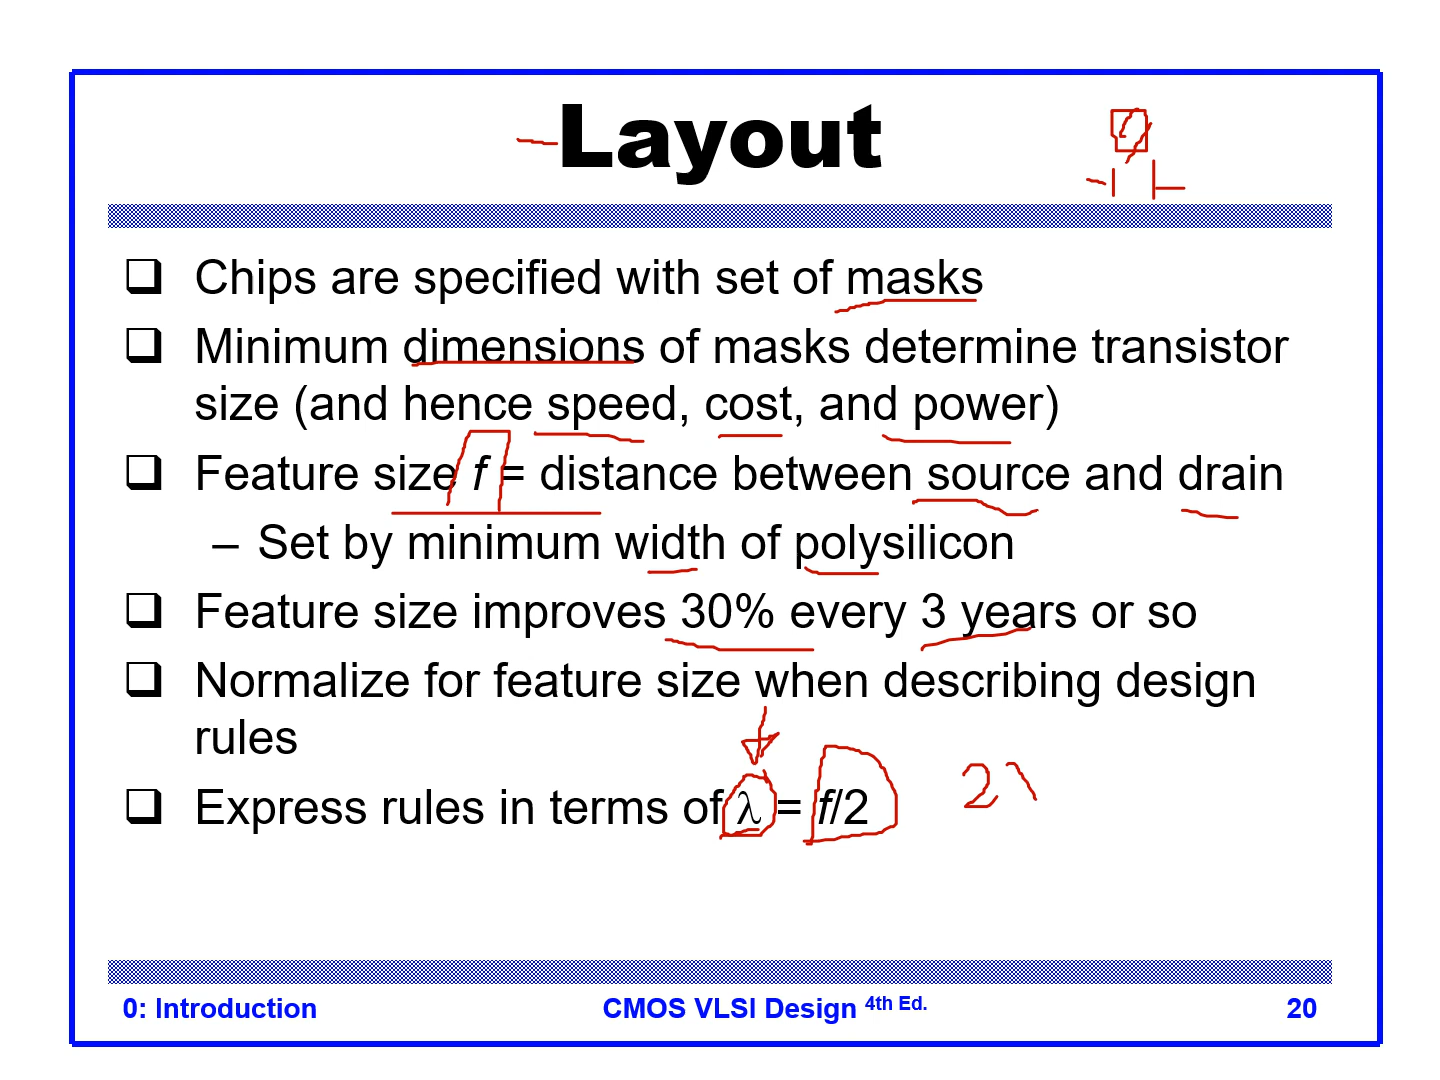 Layout
❑ Chips are specified with set of masks
❑ Minimum dimensions of masks determine transistor
size (and hence speed, cost, and power)
❑ Feature size f = distance between source and drain
– Set by minimum width of polysilicon
❑ Feature size improves 30% every 3 years or so
❑ Normalize for feature size when describing design
rules
❑ Express rules in terms of λ = f/2
0: Introduction
CMOS VLSI Design 4th Ed.
20